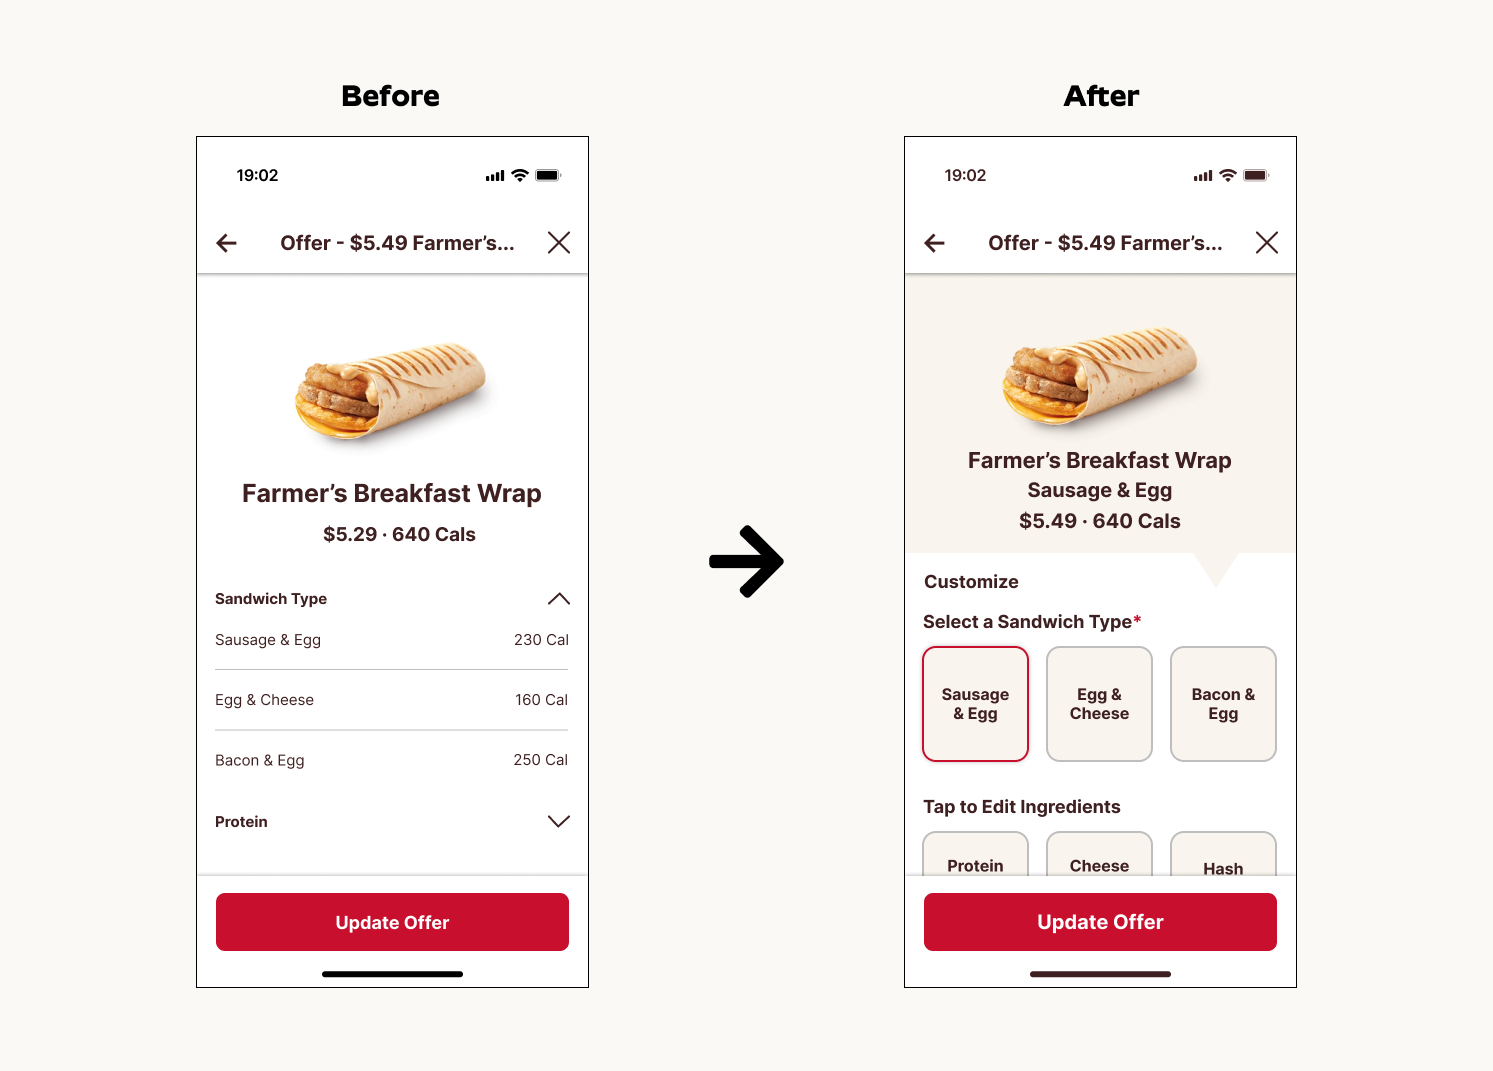 Before
19:02
Offer - $5.49 Farmer’s...
Farmer’s Breakfast Wrap
$5.29 · 640 Cals
Sandwich Type
Sausage & Egg 230 Cal
Egg & Cheese 160 Cal
Bacon & Egg 250 Cal
Protein
Update Offer
After
19:02
Offer - $5.49 Farmer’s...
Farmer’s Breakfast Wrap
Sausage & Egg
$5.49 · 640 Cals
Customize
Select a Sandwich Type*
Sausage
& Egg
Egg &
Cheese
Bacon &
Egg
Tap to Edit Ingredients
Protein
Cheese
Hash
Update Offer